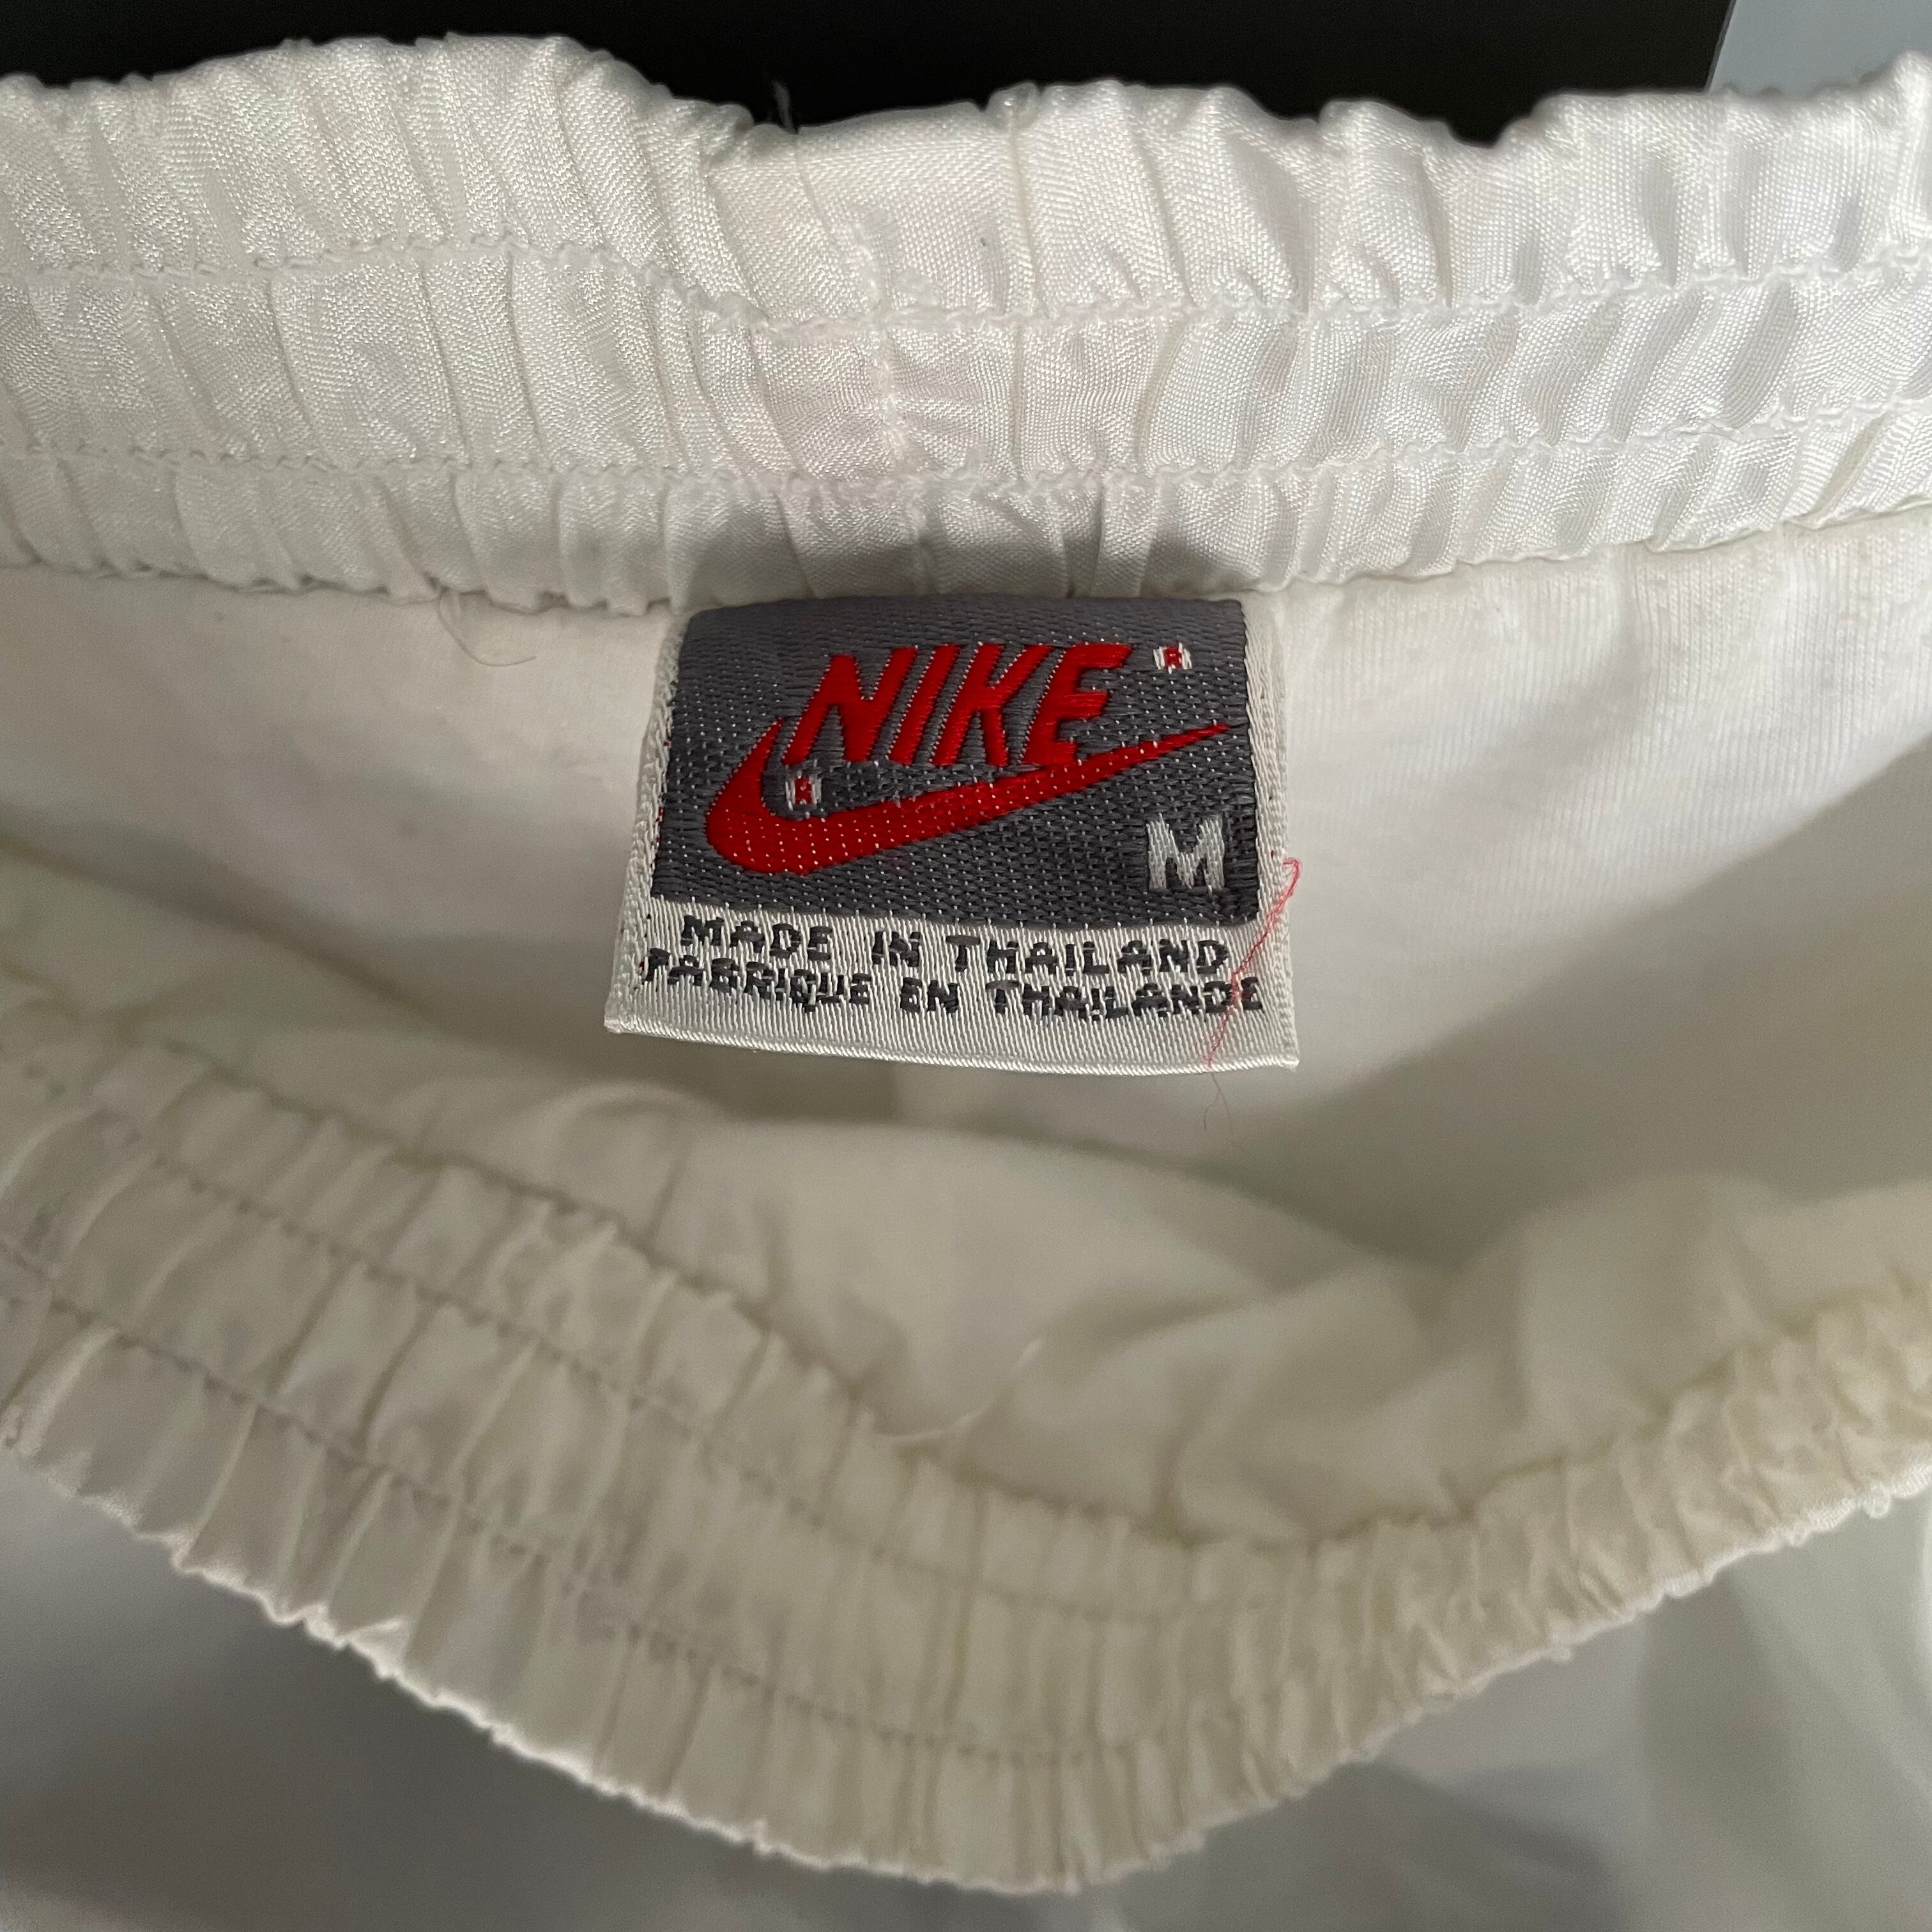 NIKE ®
®
M
MADE IN THAILAND
FABRIQUE EN THAILANDE